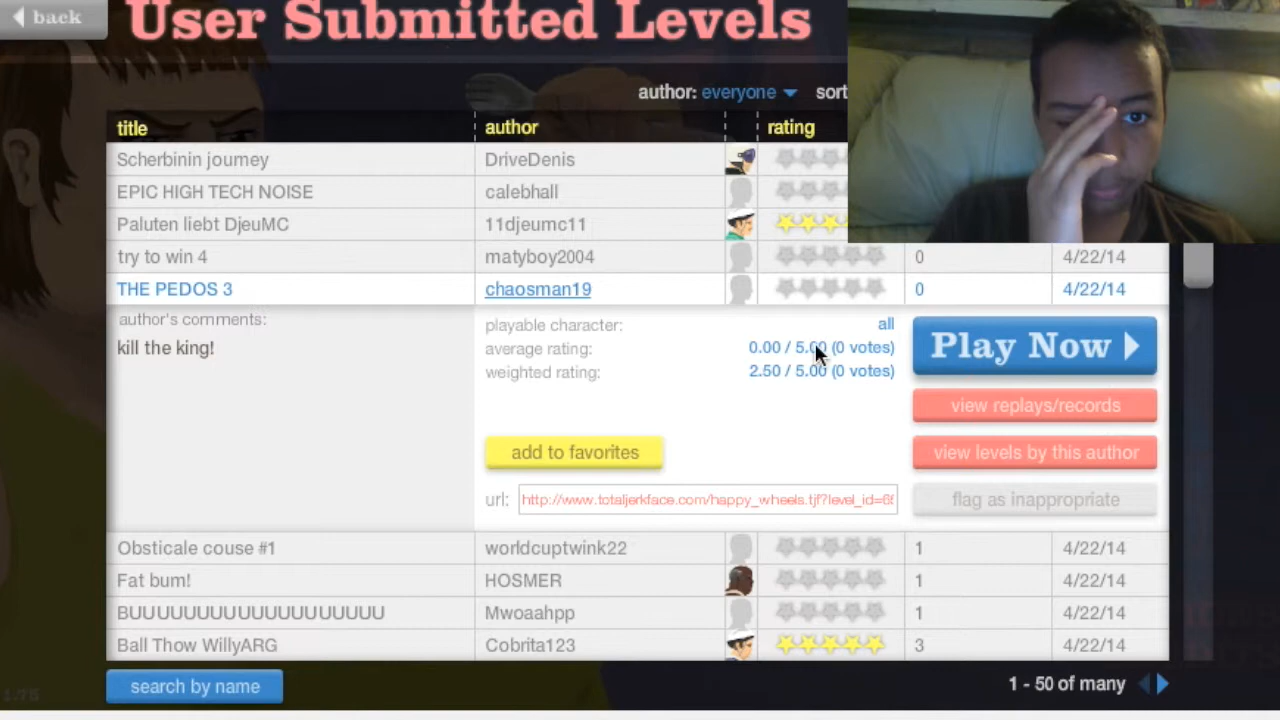 back
User Submitted Levels
author: everyone sort
title author rating
Scherbinin journey DriveDenis
EPIC HIGH TECH NOISE calebhall
Paluten liebt DjeuMC 11djeumc11
try to win 4 matyboy2004 0 4/22/14
THE PEDOS 3 chaosman19 0 4/22/14
author's comments:
kill the king!
playable character: all
average rating: 0.00 / 5.00 (0 votes)
weighted rating: 2.50 / 5.00 (0 votes)
Play Now
view replays/records
add to favorites
view levels by this author
url: http://www.totaljerkface.com/happy_wheels.tjf?level_id=6
flag as inappropriate
Obsticale couse #1 worldcuptwink22 1 4/22/14
Fat bum! HOSMER 1 4/22/14
BUUUUUUUUUUUUUUUUUU Mwoaahpp 1 4/22/14
Ball Thow WillyARG Cobrita123 3 4/22/14
search by name
1 - 50 of many
1.75